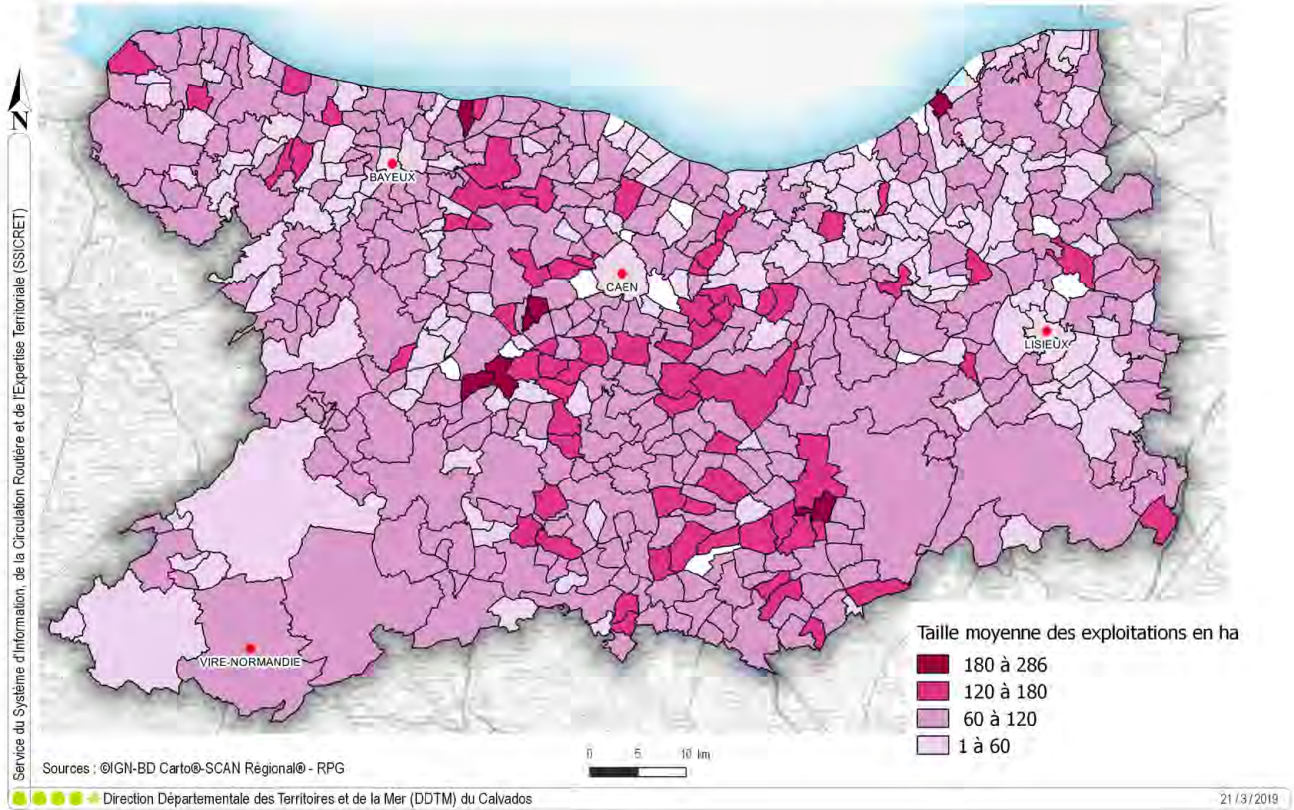 N
Service du Système d'Information, de la Circulation Routière et de l'Expertise Territoriale (SSICRET)
BAYEUX
CAEN
LISIEUX
VIRE-NORMANDIE
Taille moyenne des exploitations en ha
180 à 286
120 à 180
60 à 120
1 à 60
0 5 10 km
Sources : ©IGN-BD Carto®-SCAN Régional® - RPG
Direction Départementale des Territoires et de la Mer (DDTM) du Calvados
21/3/2019